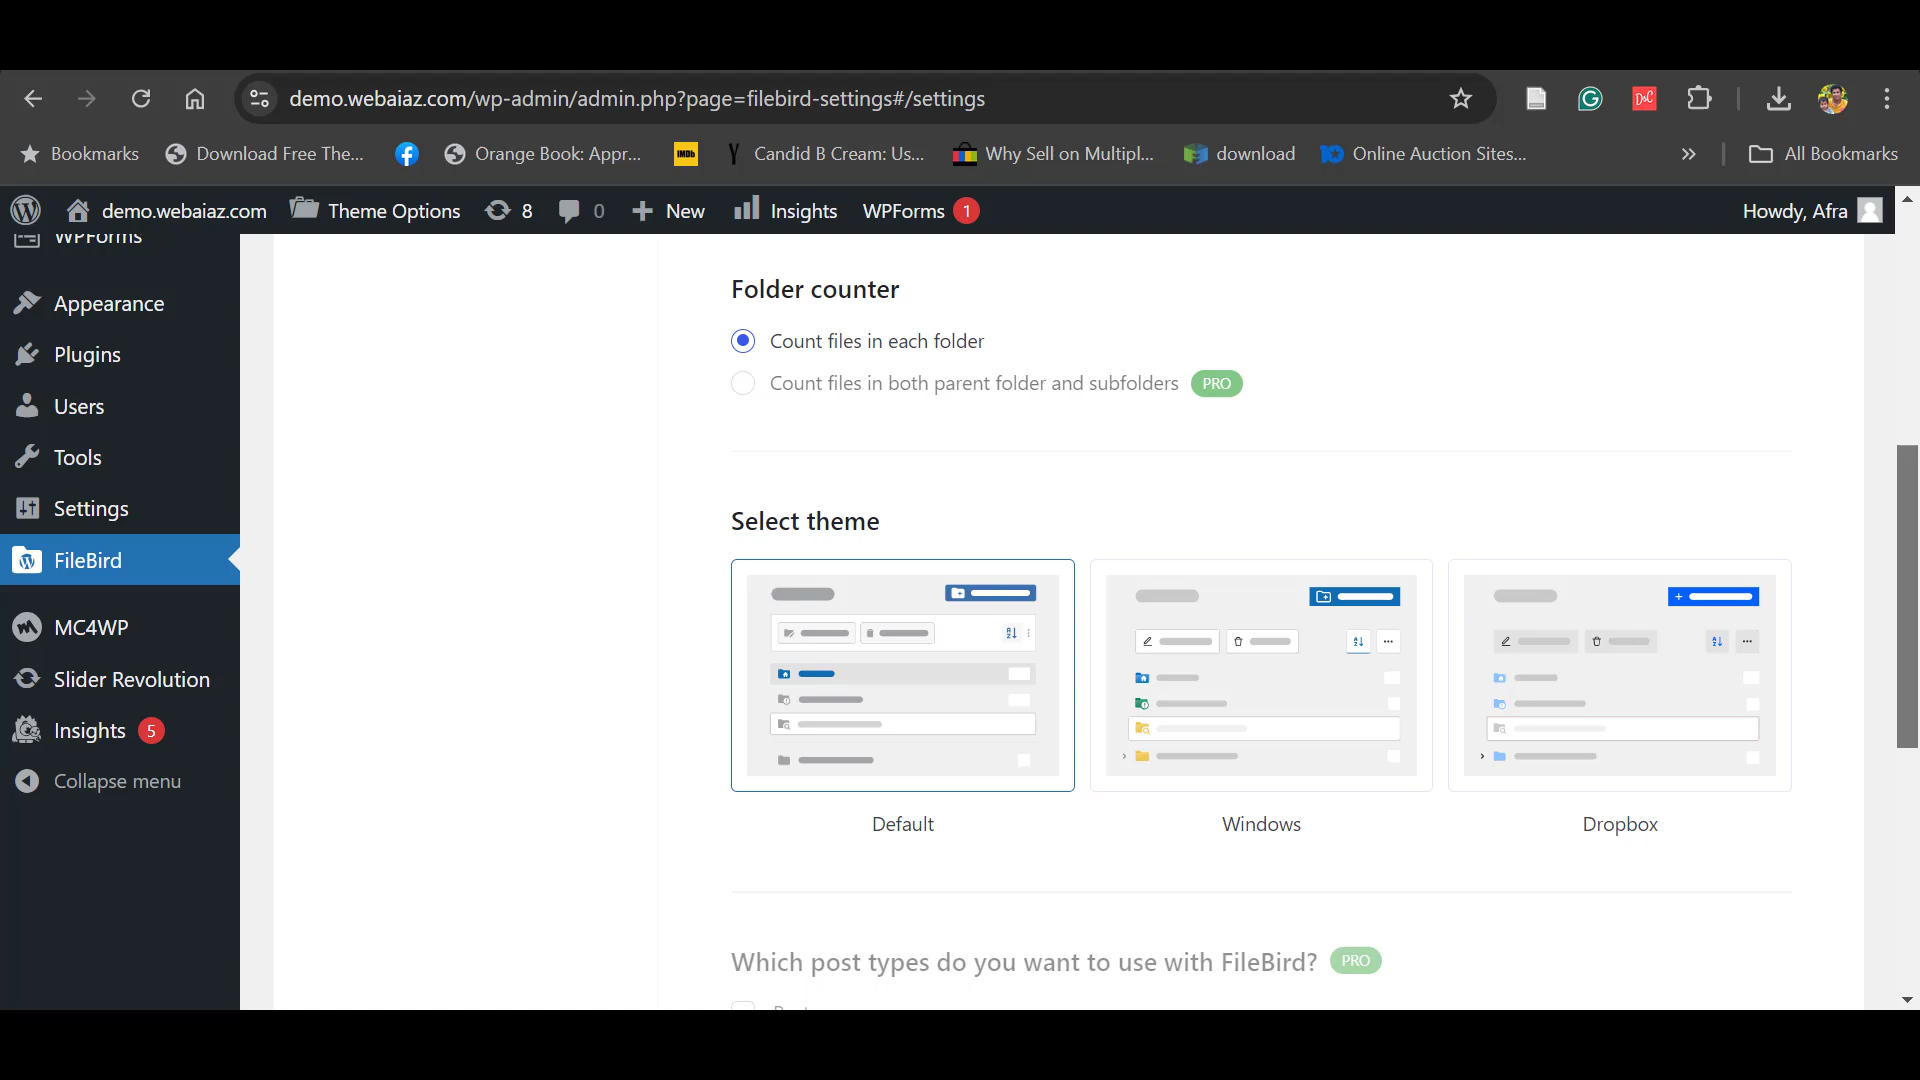 demo.webaiaz.com/wp-admin/admin.php?page=filebird-settings#/settings
Bookmarks
Download Free The...
Orange Book: Appr...
IMDb
Candid B Cream: Us...
Why Sell on Multipl...
download
Online Auction Sites...
All Bookmarks
demo.webaiaz.com
Theme Options
8
0
New
Insights
WPForms 1
Howdy, Afra
WPForms
Appearance
Plugins
Users
Tools
Settings
FileBird
MC4WP
Slider Revolution
Insights 5
Collapse menu
Folder counter
Count files in each folder
Count files in both parent folder and subfolders PRO
Select theme
Default
Windows
Dropbox
Which post types do you want to use with FileBird? PRO